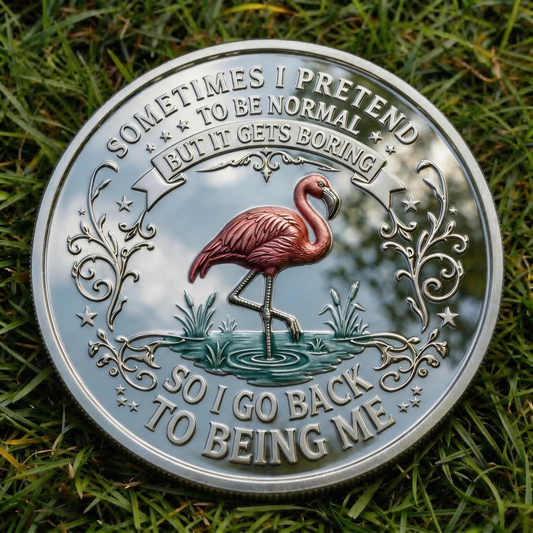 SOMETIMES I PRETEND
TO BE NORMAL
BUT IT GETS BORING
SO I GO BACK
TO BEING ME